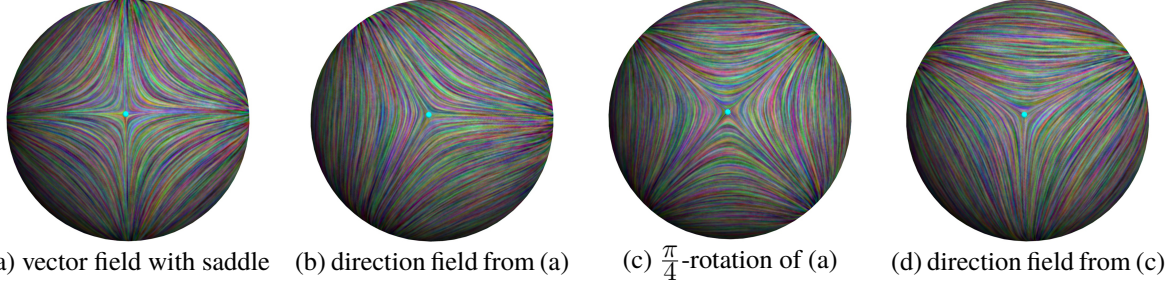 a) vector field with saddle
(b) direction field from (a)
(c) π/4-rotation of (a)
(d) direction field from (c)